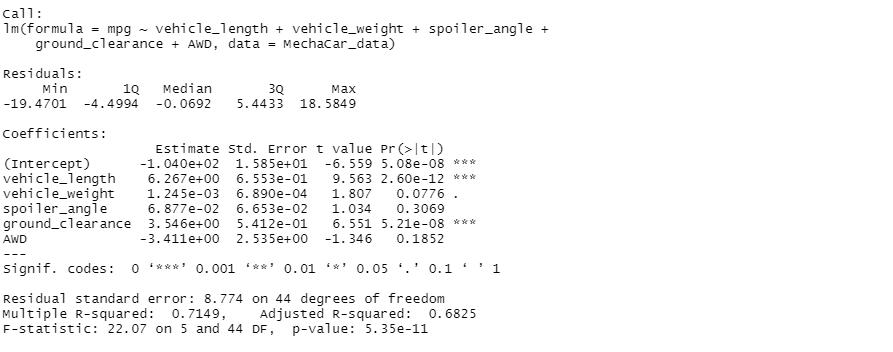 Call:
lm(formula = mpg ~ vehicle_length + vehicle_weight + spoiler_angle +
    ground_clearance + AWD, data = MechaCar_data)

Residuals:
     Min       1Q   Median       3Q      Max
-19.4701  -4.4994  -0.0692   5.4433  18.5849

Coefficients:
                   Estimate Std. Error t value Pr(>|t|)
(Intercept)      -1.040e+02  1.585e+01  -6.559 5.08e-08 ***
vehicle_length    6.267e+00  6.553e-01   9.563 2.60e-12 ***
vehicle_weight    1.245e-03  6.890e-04   1.807   0.0776 .
spoiler_angle     6.877e-02  6.653e-02   1.034   0.3069
ground_clearance  3.546e+00  5.412e-01   6.551 5.21e-08 ***
AWD              -3.411e+00  2.535e+00  -1.346   0.1852
---
Signif. codes:  0 ‘***’ 0.001 ‘**’ 0.01 ‘*’ 0.05 ‘.’ 0.1 ‘ ’ 1

Residual standard error: 8.774 on 44 degrees of freedom
Multiple R-squared:  0.7149,    Adjusted R-squared:  0.6825
F-statistic: 22.07 on 5 and 44 DF,  p-value: 5.35e-11